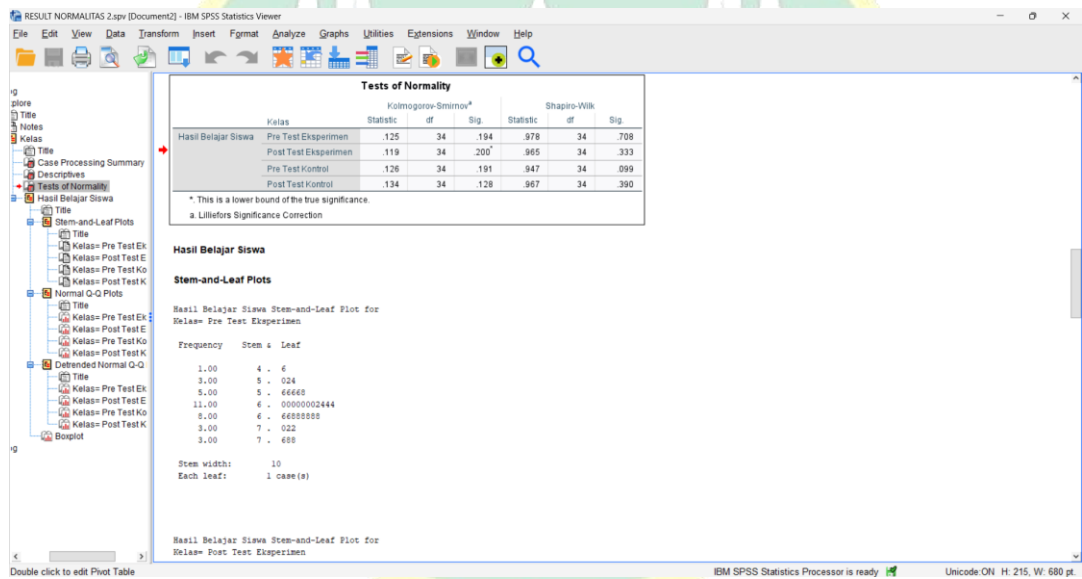 RESULT NORMALITAS 2.spv [Document2] - IBM SPSS Statistics Viewer
File Edit View Data Transform Insert Format Analyze Graphs Utilities Extensions Window Help
Title
Notes
Kelas
Title
Case Processing Summary
Descriptives
Tests of Normality
Hasil Belajar Siswa
Title
Stem-and-Leaf Plots
Title
Kelas= Pre Test Ek
Kelas= Post Test E
Kelas= Pre Test Ko
Kelas= Post Test K
Normal Q-Q Plots
Title
Kelas= Pre Test Ek
Kelas= Post Test E
Kelas= Pre Test Ko
Kelas= Post Test K
Detrended Normal Q-Q
Title
Kelas= Pre Test Ek
Kelas= Post Test E
Kelas= Pre Test Ko
Kelas= Post Test K
Boxplot
Tests of Normality
Kolmogorov-Smirnov^a Shapiro-Wilk
Kelas Statistic df Sig. Statistic df Sig.
Hasil Belajar Siswa Pre Test Eksperimen .125 34 .194 .978 34 .708
Post Test Eksperimen .119 34 .200* .965 34 .333
Pre Test Kontrol .126 34 .191 .947 34 .099
Post Test Kontrol .134 34 .128 .967 34 .390
*. This is a lower bound of the true significance.
a. Lilliefors Significance Correction
Hasil Belajar Siswa
Stem-and-Leaf Plots
Hasil Belajar Siswa Stem-and-Leaf Plot for
Kelas= Pre Test Eksperimen
Frequency Stem & Leaf
1.00 4 . 6
3.00 5 . 024
5.00 5 . 66668
11.00 6 . 00000002444
8.00 6 . 66888888
3.00 7 . 022
3.00 7 . 688
Stem width: 10
Each leaf: 1 case(s)
Hasil Belajar Siswa Stem-and-Leaf Plot for
Kelas= Post Test Eksperimen
Double click to edit Pivot Table
IBM SPSS Statistics Processor is ready
Unicode:ON H: 215, W: 680 pt.